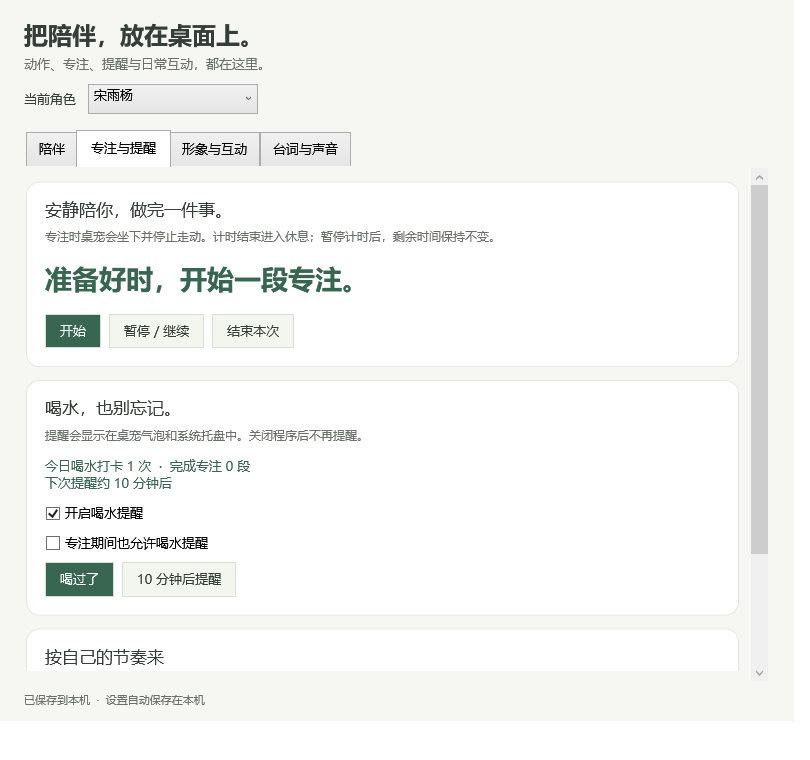 把陪伴，放在桌面上。
动作、专注、提醒与日常互动，都在这里。
当前角色 宋雨杨
陪伴 专注与提醒 形象与互动 台词与声音
安静陪你，做完一件事。
专注时桌宠会坐下并停止走动。计时结束进入休息；暂停计时后，剩余时间保持不变。
准备好时，开始一段专注。
开始 暂停 / 继续 结束本次
喝水，也别忘记。
提醒会显示在桌宠气泡和系统托盘中。关闭程序后不再提醒。
今日喝水打卡 1 次 · 完成专注 0 段
下次提醒约 10 分钟后
开启喝水提醒
专注期间也允许喝水提醒
喝过了 10 分钟后提醒
按自己的节奏来
已保存到本机 · 设置自动保存在本机